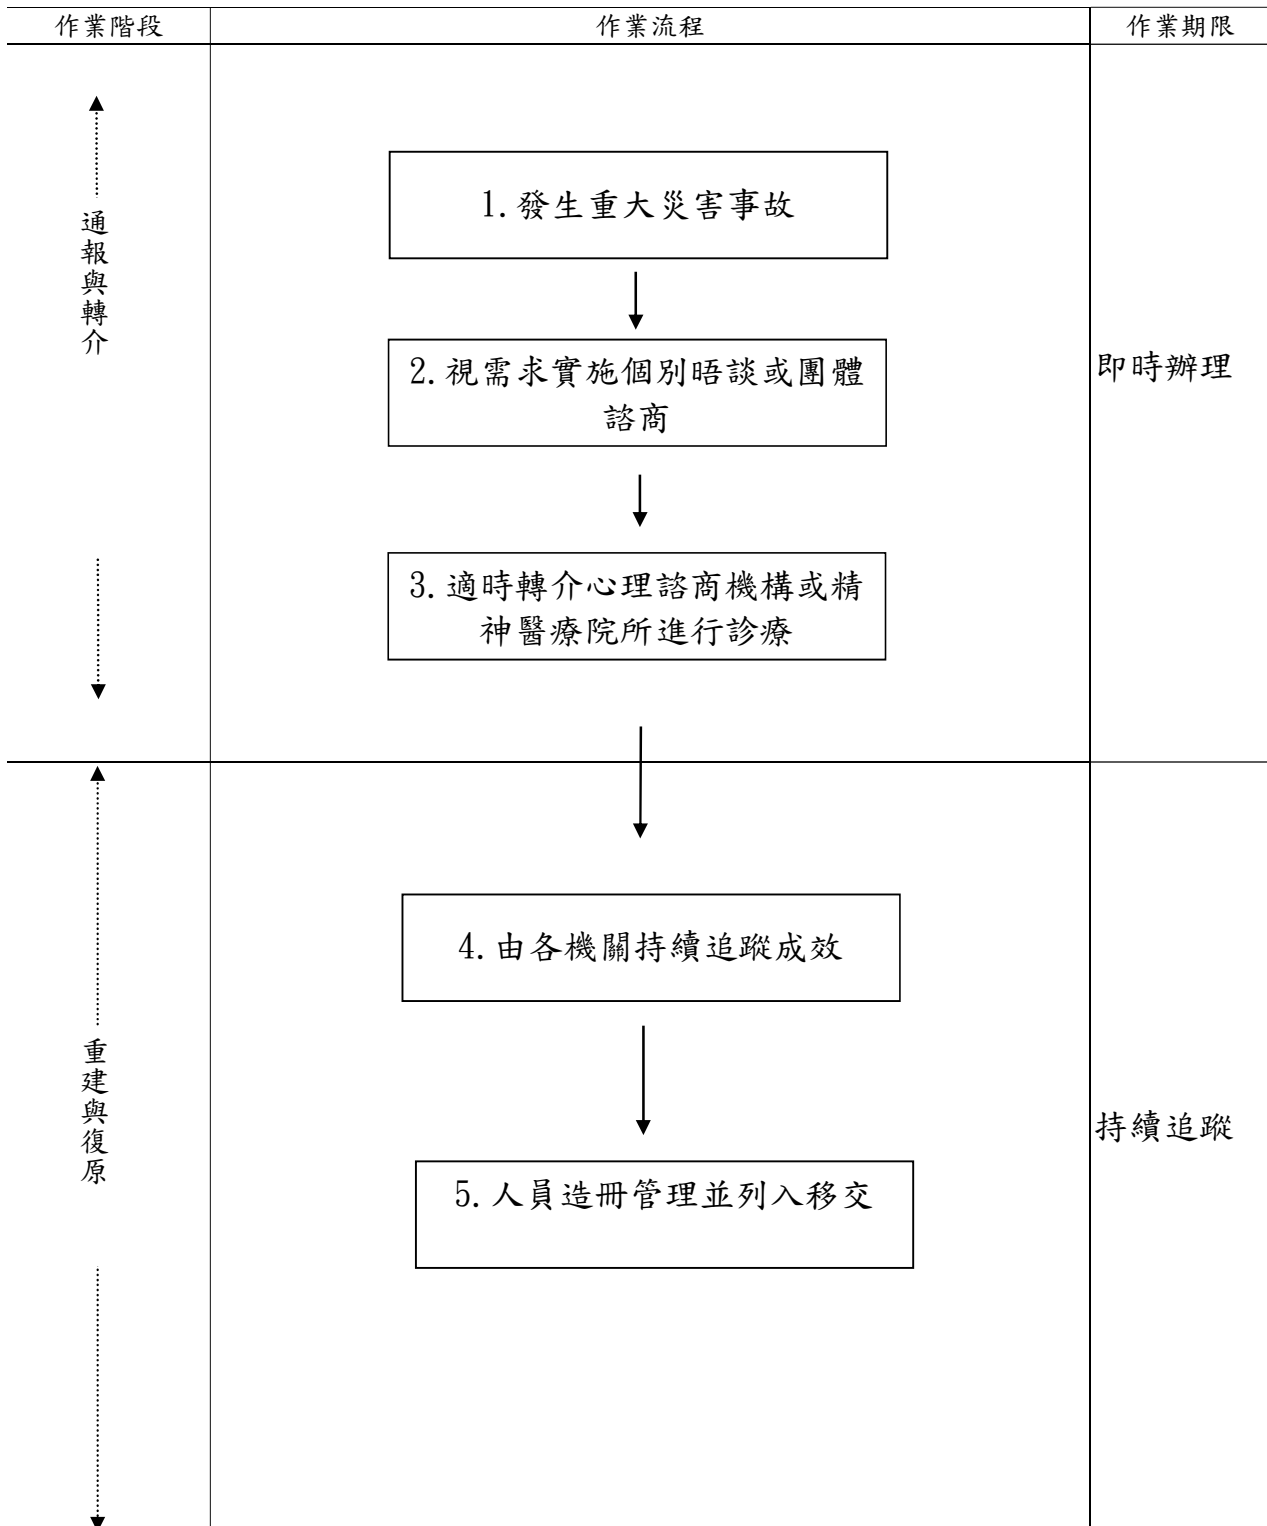 作業階段
作業流程
作業期限
通報與轉介
1.發生重大災害事故
2.視需求實施個別晤談或團體
諮商
3.適時轉介心理諮商機構或精
神醫療院所進行診療
即時辦理
重建與復原
4.由各機關持續追蹤成效
5.人員造冊管理並列入移交
持續追蹤